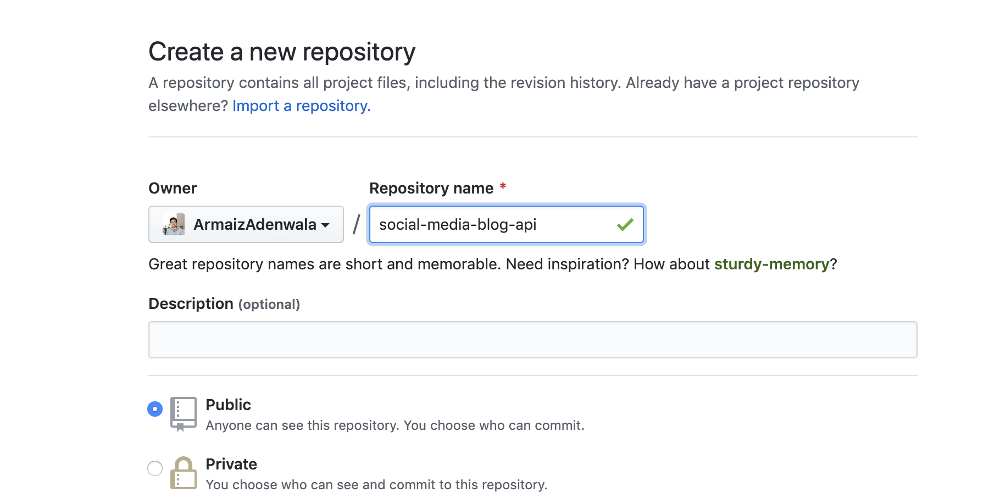 Create a new repository
A repository contains all project files, including the revision history. Already have a project repository
elsewhere? Import a repository.
Owner
Repository name *
ArmaizAdenwala
/
social-media-blog-api
Great repository names are short and memorable. Need inspiration? How about sturdy-memory?
Description (optional)
Public
Anyone can see this repository. You choose who can commit.
Private
You choose who can see and commit to this repository.